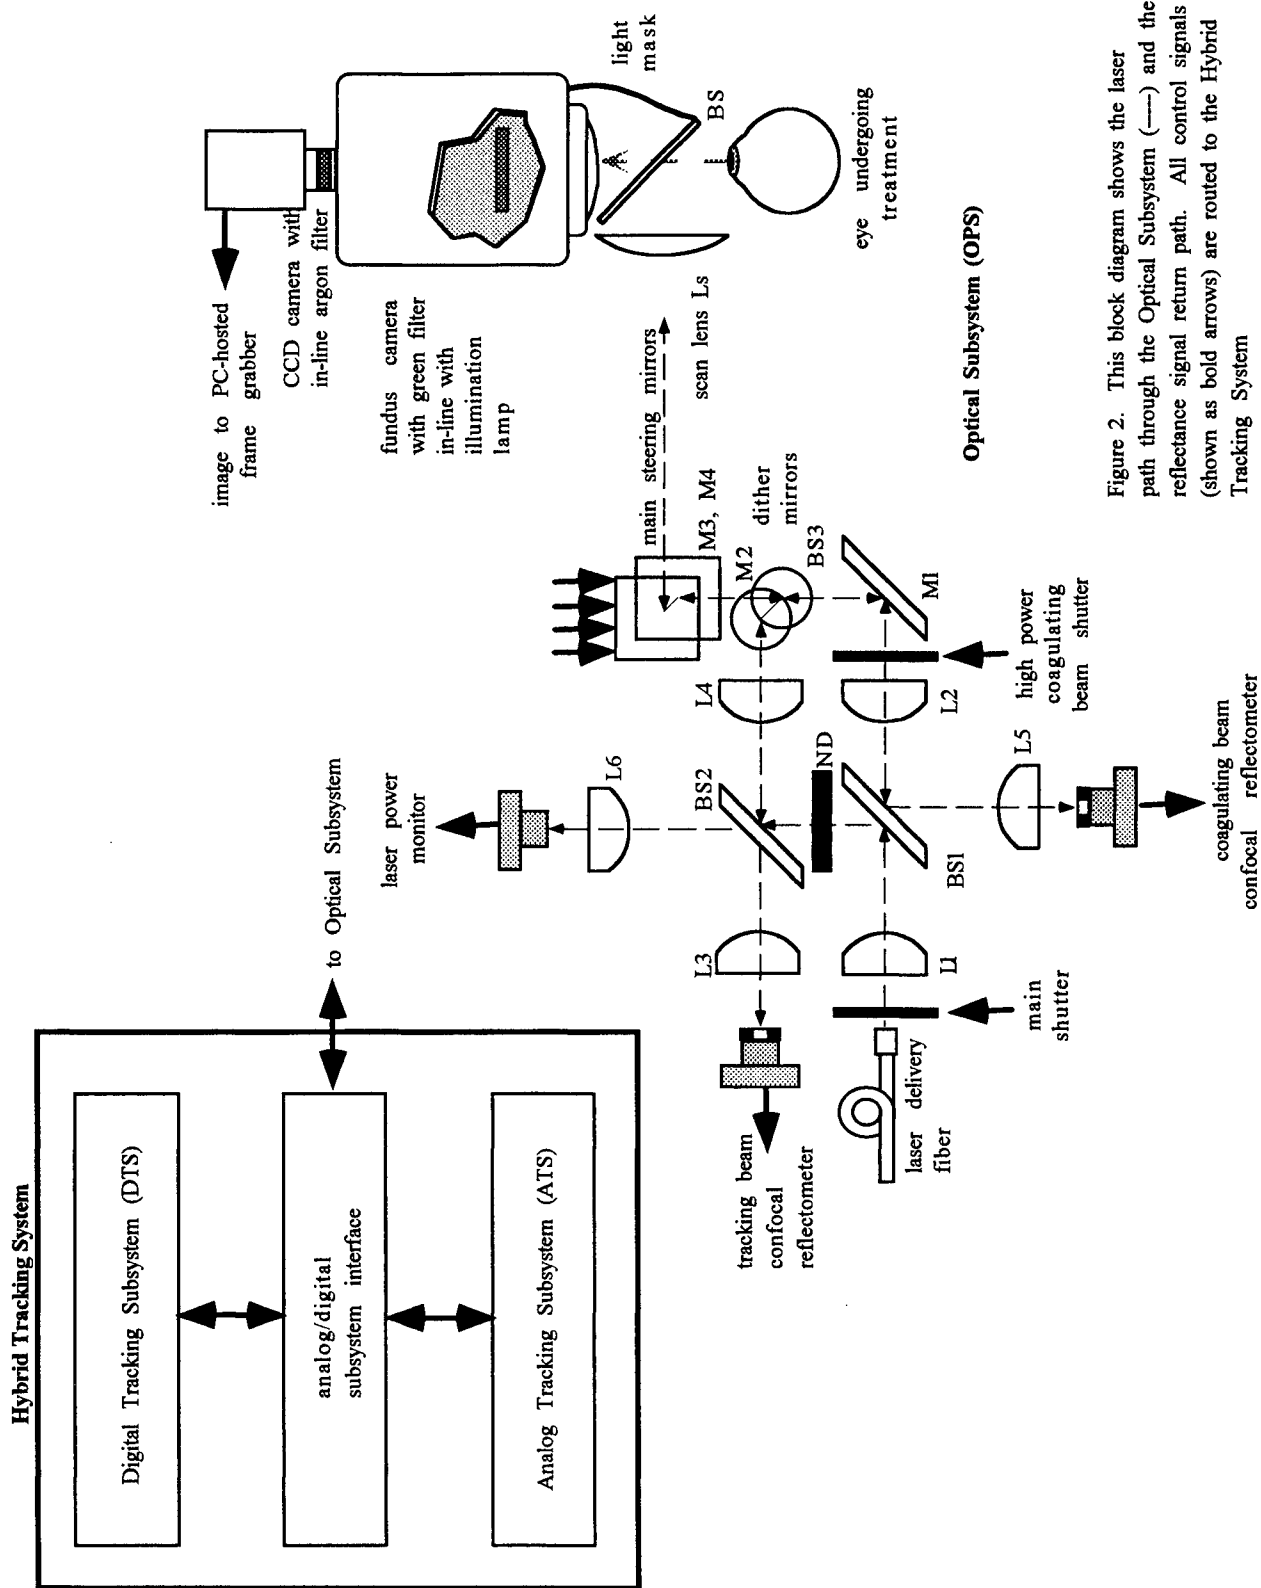 Hybrid Tracking System
Digital Tracking Subsystem (DTS)
analog/digital
subsystem interface
Analog Tracking Subsystem (ATS)
to Optical Subsystem
image to PC-hosted
frame grabber
CCD camera with
in-line argon filter
fundus camera
with green filter
in-line with
illumination
lamp
light
mask
BS
eye undergoing
treatment
main steering mirrors
scan lens Ls
M3, M4
M2
dither
mirrors
BS3
M1
L4
L2
high power
coagulating
beam shutter
laser power
monitor
L6
BS2
ND
BS1
L5
coagulating beam
confocal reflectometer
L3
L1
main
shutter
tracking beam
confocal
reflectometer
laser delivery
fiber
Optical Subsystem (OPS)
Figure 2. This block diagram shows the laser
path through the Optical Subsystem (----) and the
reflectance signal return path. All control signals
(shown as bold arrows) are routed to the Hybrid
Tracking System